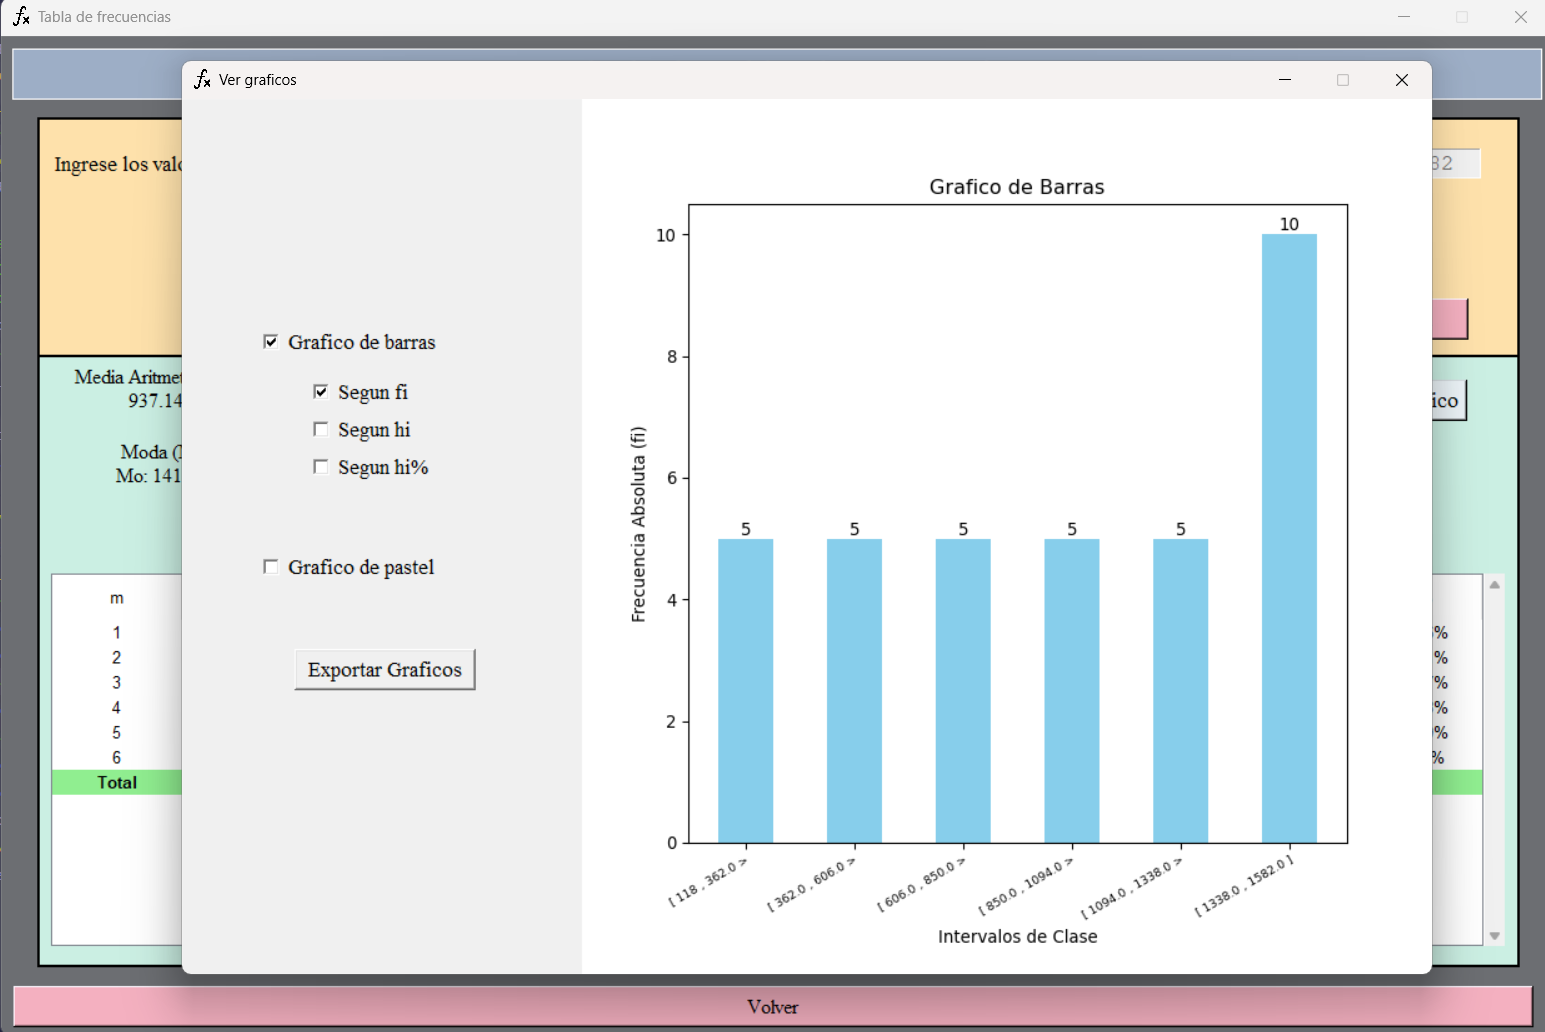 Tabla de frecuencias
Ver graficos
Ingrese los
82
Grafico de barras
Segun fi
Segun hi
Segun hi%
Grafico de pastel
Exportar Graficos
Grafico de Barras
10
8
6
4
2
0
Frecuencia Absoluta (fi)
5 5 5 5 5 10
[ 118 , 362.0 >
[ 362.0 , 606.0 >
[ 606.0 , 850.0 >
[ 850.0 , 1094.0 >
[ 1094.0 , 1338.0 >
[ 1338.0 , 1582.0 ]
Intervalos de Clase
Media
937.14
Moda
Mo: 141
ico
m
1
2
3
4
5
6
Total
%
%
%
%
%
%
Volver